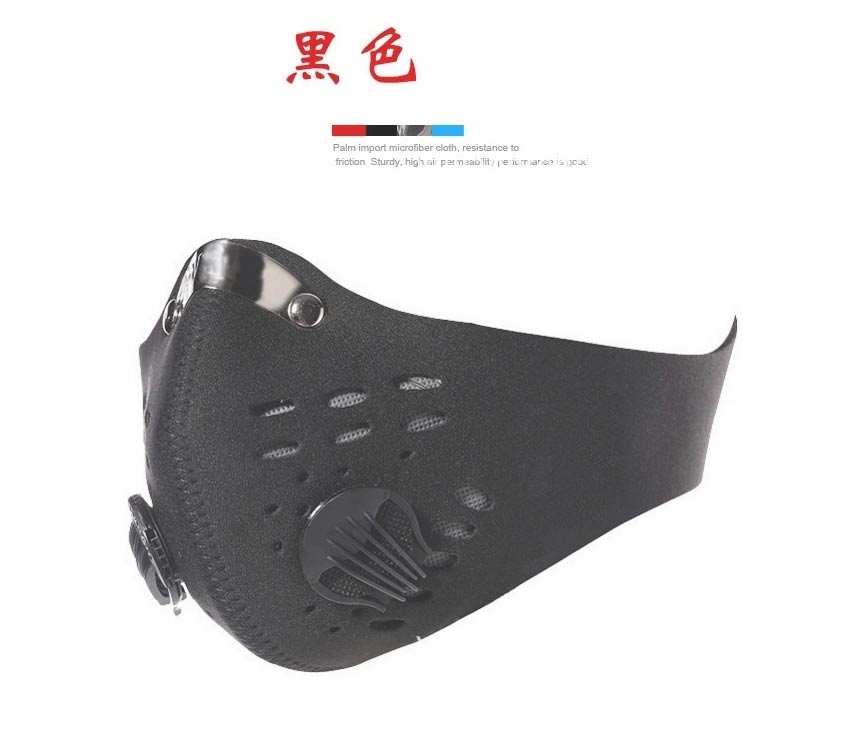 黑色
Palm import microfiber cloth, resistance to
friction Sturdy, high air permeability performance is good